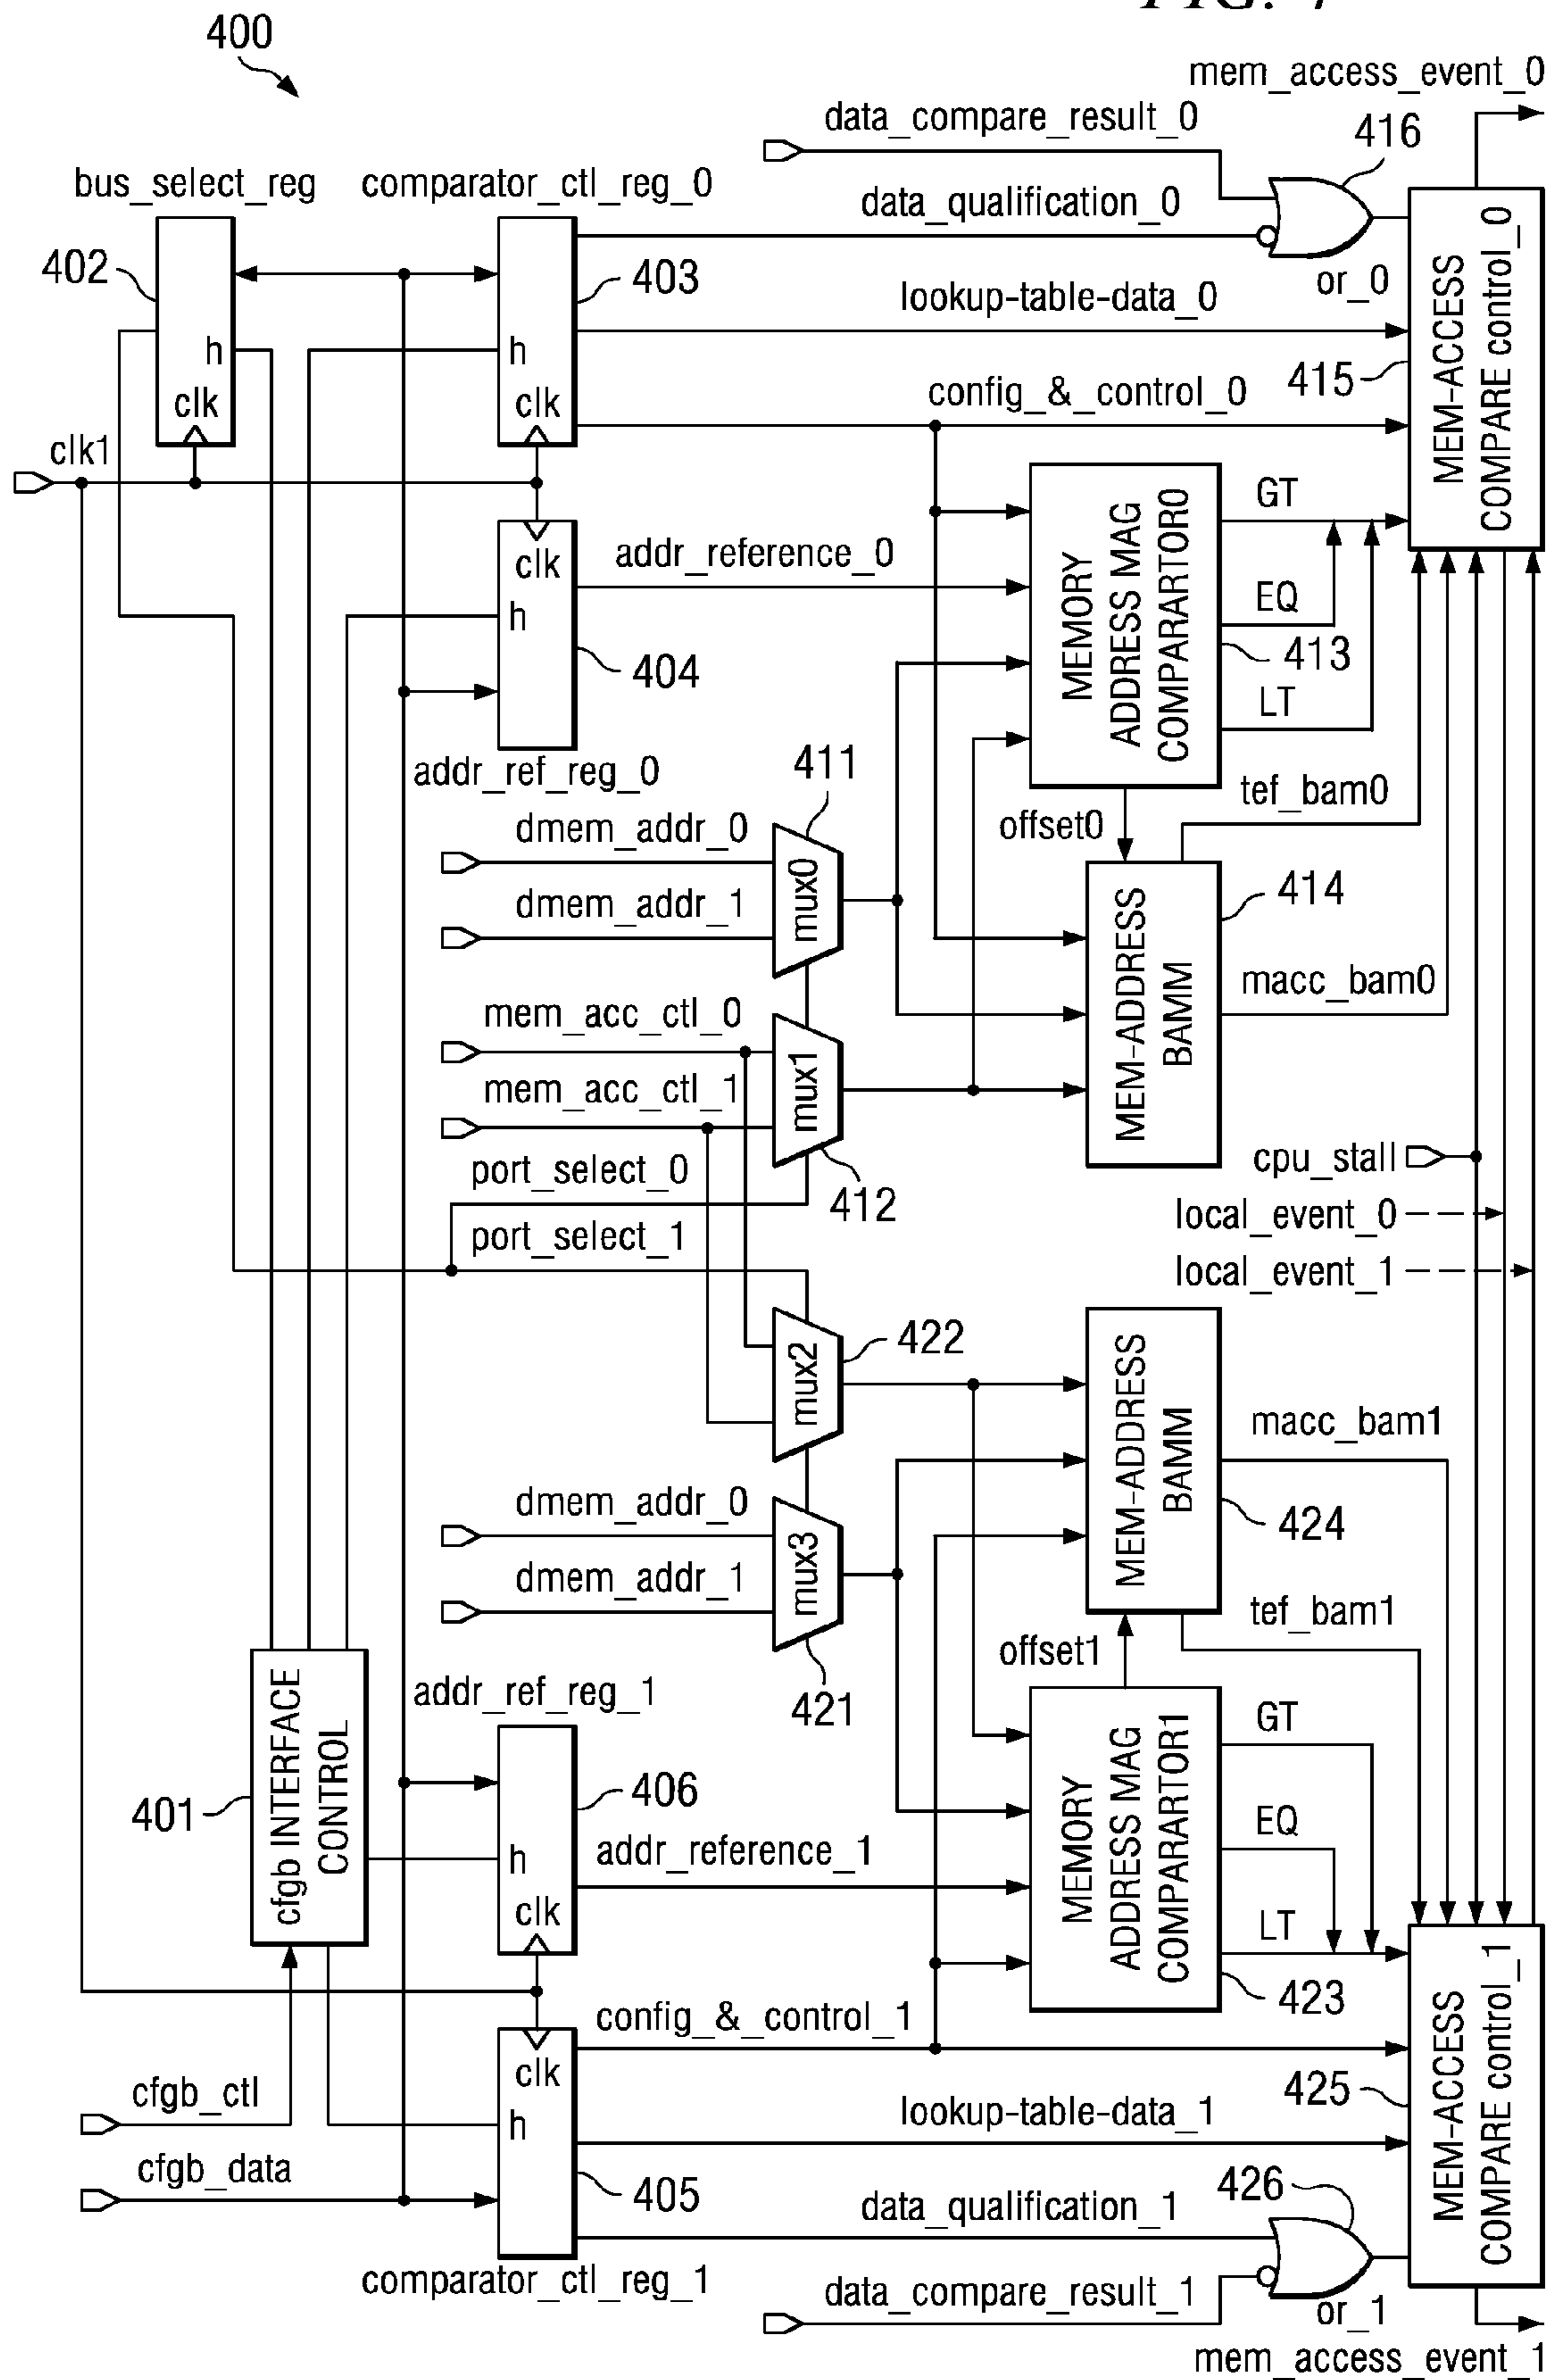 400
mem_access_event_0
data_compare_result_0
416
bus_select_reg
comparator_ctl_reg_0
data_qualification_0
402
403
or_0
lookup-table-data_0
h
h
415
MEM-ACCESS
COMPARE control_0
clk
clk
config_&_control_0
clk1
GT
clk
addr_reference_0
MEMORY
ADDRESS MAG
COMPARARTOR0
EQ
h
413
404
LT
addr_ref_reg_0
411
tef_bam0
dmem_addr_0
offset0
mux0
dmem_addr_1
414
MEM-ADDRESS
BAMM
macc_bam0
mem_acc_ctl_0
mux1
mem_acc_ctl_1
cpu_stall
port_select_0
412
local_event_0
port_select_1
local_event_1
422
mux2
MEM-ADDRESS
BAMM
macc_bam1
dmem_addr_0
424
mux3
dmem_addr_1
tef_bam1
offset1
addr_ref_reg_1
421
GT
cfgb INTERFACE
CONTROL
401
406
MEMORY
ADDRESS MAG
COMPARARTOR1
EQ
addr_reference_1
h
clk
LT
423
config_&_control_1
clk
425
MEM-ACCESS
COMPARE control_1
cfgb_ctl
h
lookup-table-data_1
cfgb_data
405
426
data_qualification_1
comparator_ctl_reg_1
data_compare_result_1
or_1
mem_access_event_1